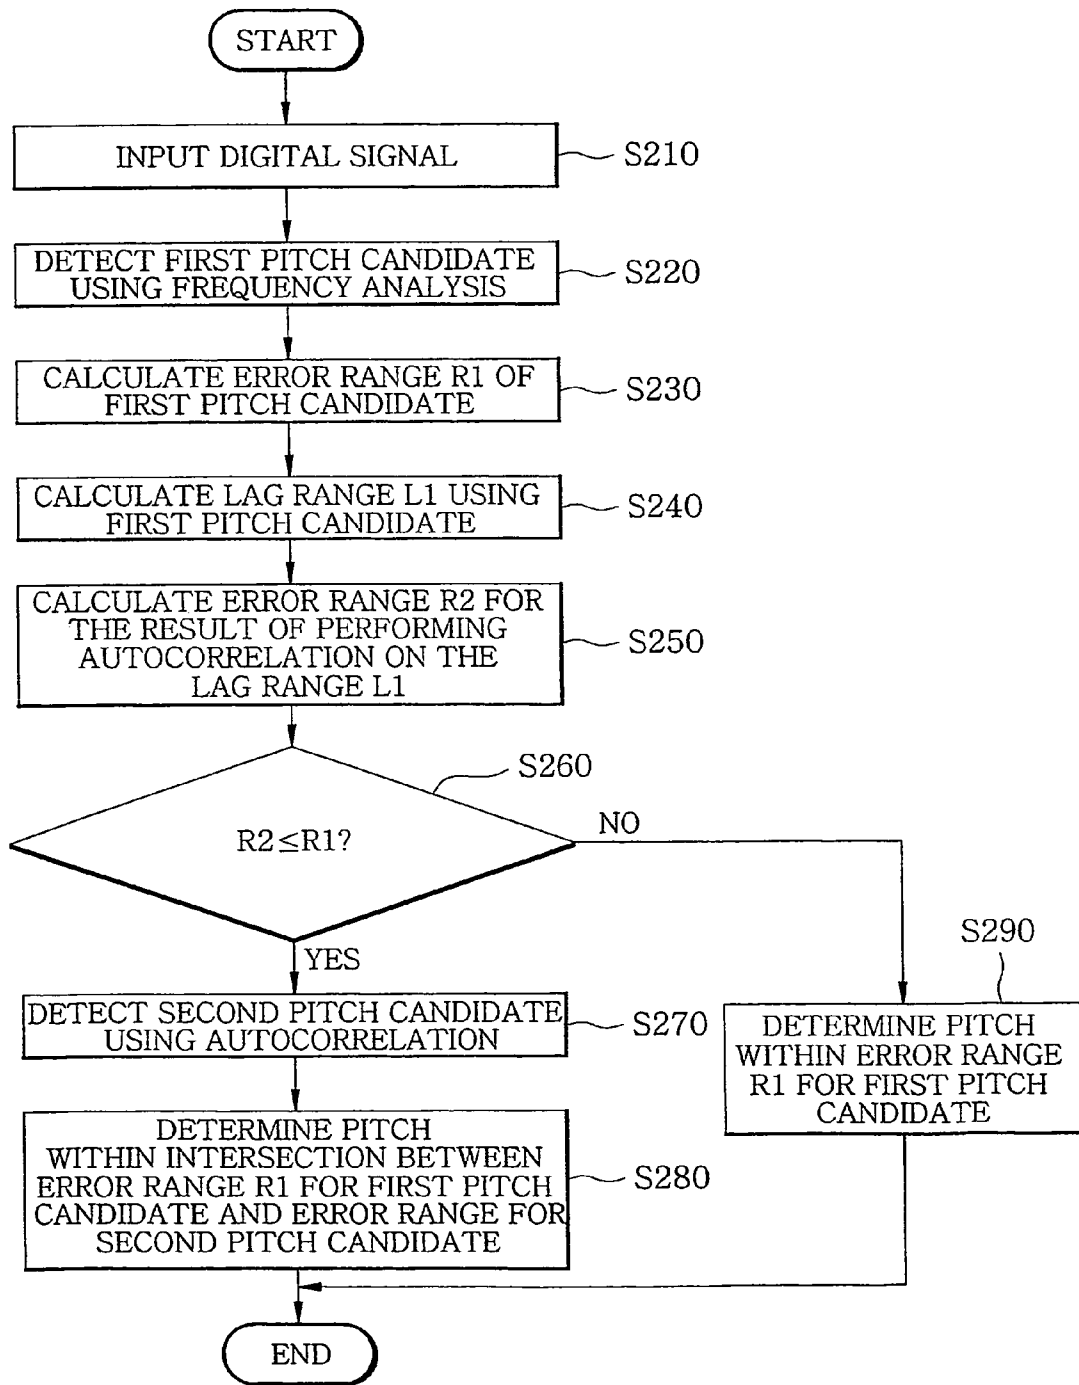 START
INPUT DIGITAL SIGNAL
S210
DETECT FIRST PITCH CANDIDATE
USING FREQUENCY ANALYSIS
S220
CALCULATE ERROR RANGE R1 OF
FIRST PITCH CANDIDATE
S230
CALCULATE LAG RANGE L1 USING
FIRST PITCH CANDIDATE
S240
CALCULATE ERROR RANGE R2 FOR
THE RESULT OF PERFORMING
AUTOCORRELATION ON THE
LAG RANGE L1
S250
S260
R2≤R1?
NO
YES
DETECT SECOND PITCH CANDIDATE
USING AUTOCORRELATION
S270
S290
DETERMINE PITCH
WITHIN ERROR RANGE
R1 FOR FIRST PITCH
CANDIDATE
DETERMINE PITCH
WITHIN INTERSECTION BETWEEN
ERROR RANGE R1 FOR FIRST PITCH
CANDIDATE AND ERROR RANGE FOR
SECOND PITCH CANDIDATE
S280
END